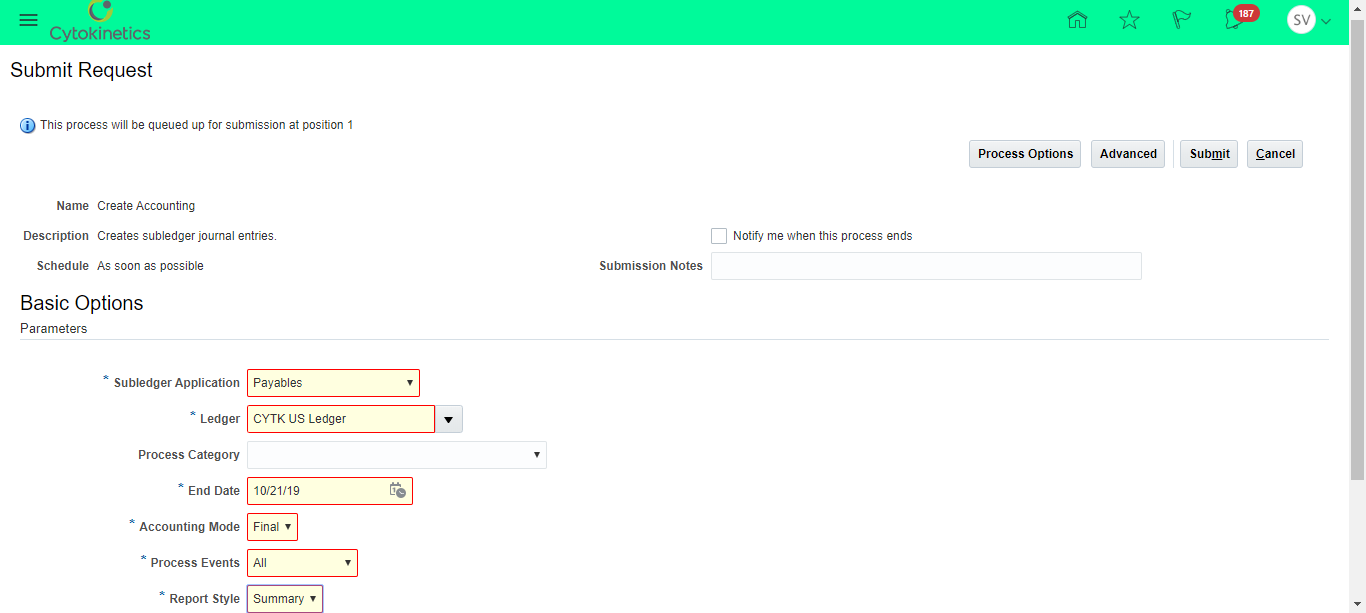 Cytokinetics
187
SV
Submit Request
This process will be queued up for submission at position 1
Process Options Advanced Submit Cancel
Name Create Accounting
Description Creates subledger journal entries.
Notify me when this process ends
Schedule As soon as possible
Submission Notes
Basic Options
Parameters
* Subledger Application Payables
* Ledger CYTK US Ledger
Process Category
* End Date 10/21/19
* Accounting Mode Final
* Process Events All
* Report Style Summary